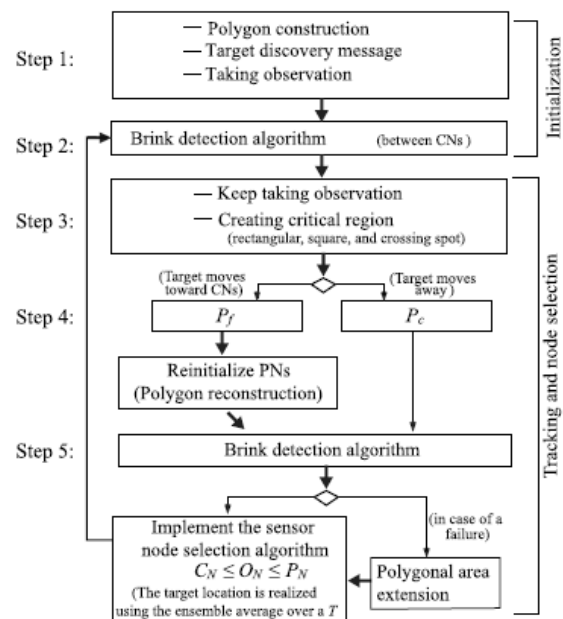 Step 1:
— Polygon construction
— Target discovery message
— Taking observation
Initialization
Step 2:
Brink detection algorithm (between CNs )
Step 3:
— Keep taking observation
— Creating critical region
(rectangular, square, and crossing spot)
(Target moves
toward CNs)
(Target moves
away)
Step 4:
P_f
P_c
Reinitialize PNs
(Polygon reconstruction)
Step 5:
Brink detection algorithm
Implement the sensor
node selection algorithm
C_N ≤ O_N ≤ P_N
(The target location is realized
using the ensemble average over a T
(in case of a
failure)
Polygonal area
extension
Tracking and node selection